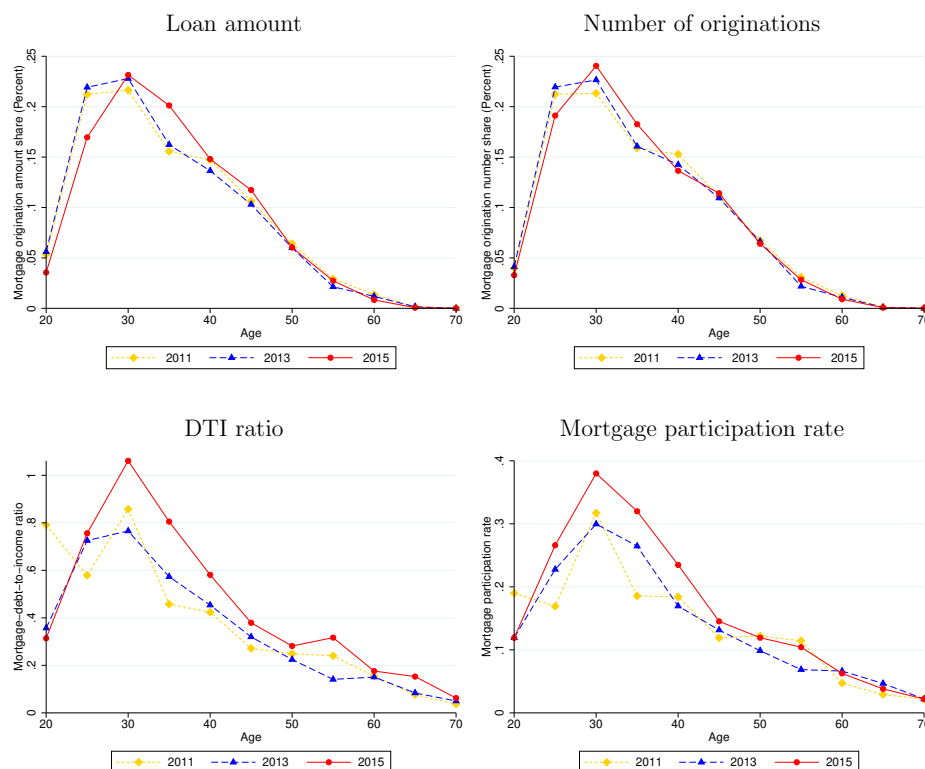 Loan amount
Mortgage origination amount share (Percent)
0 .05 .1 .15 .2 .25
20 30 40 50 60 70
Age
2011 2013 2015
Number of originations
Mortgage origination number share (Percent)
0 .05 .1 .15 .2 .25
20 30 40 50 60 70
Age
2011 2013 2015
DTI ratio
Mortgage-debt-to-income ratio
0 .2 .4 .6 .8 1
20 30 40 50 60 70
Age
2011 2013 2015
Mortgage participation rate
Mortgage participation rate
0 .1 .2 .3 .4
20 30 40 50 60 70
Age
2011 2013 2015